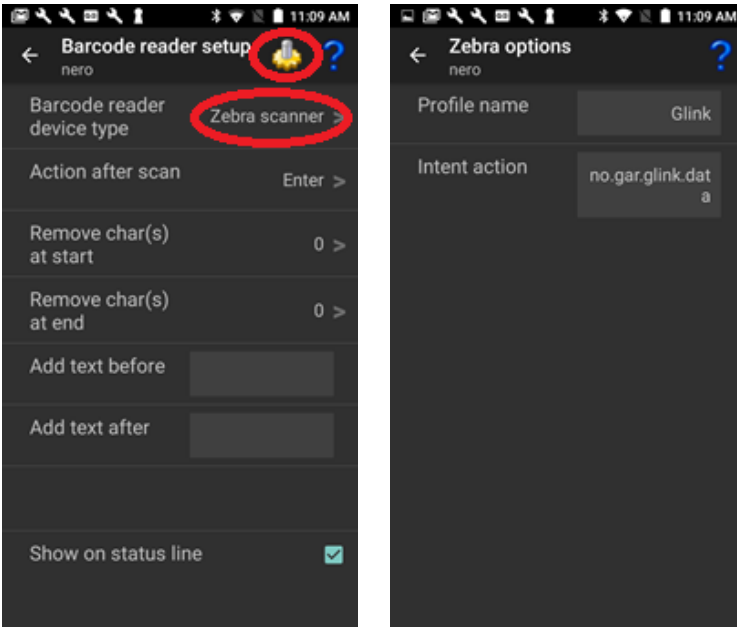 11:09 AM
Barcode reader setup
nero
?
Barcode reader
device type
Zebra scanner >
Action after scan
Enter >
Remove char(s)
at start
0 >
Remove char(s)
at end
0 >
Add text before
Add text after
Show on status line
11:09 AM
Zebra options
nero
?
Profile name
Glink
Intent action
no.gar.glink.dat
a